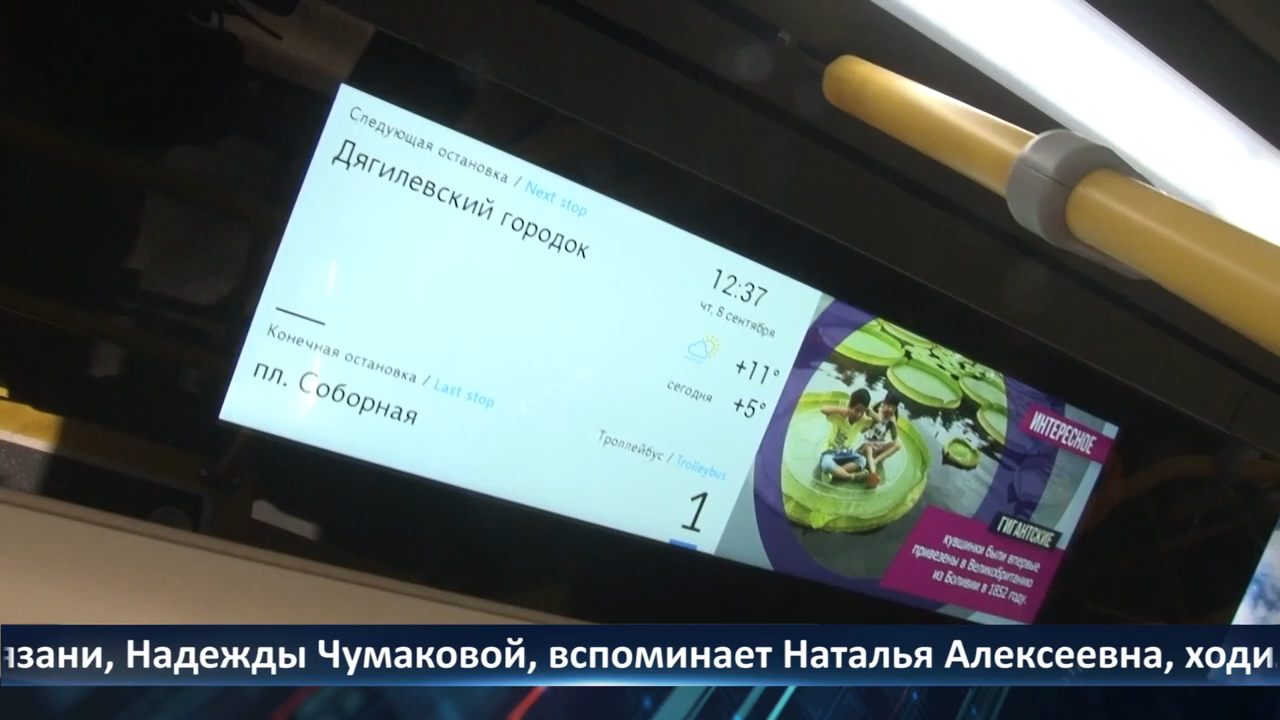 Следующая остановка / Next stop
Дягилевский городок
12:37
чт, 8 сентября
+11°
сегодня
+5°
Конечная остановка / Last stop
пл. Соборная
Троллейбус / Trolleybus
1
ИНТЕРЕСНОЕ
ГИГАНТСКИЕ
кувшинки были впервые
привезены в Великобританию
из Боливии в 1852 году.
язани, Надежды Чумаковой, вспоминает Наталья Алексеевна, ходи